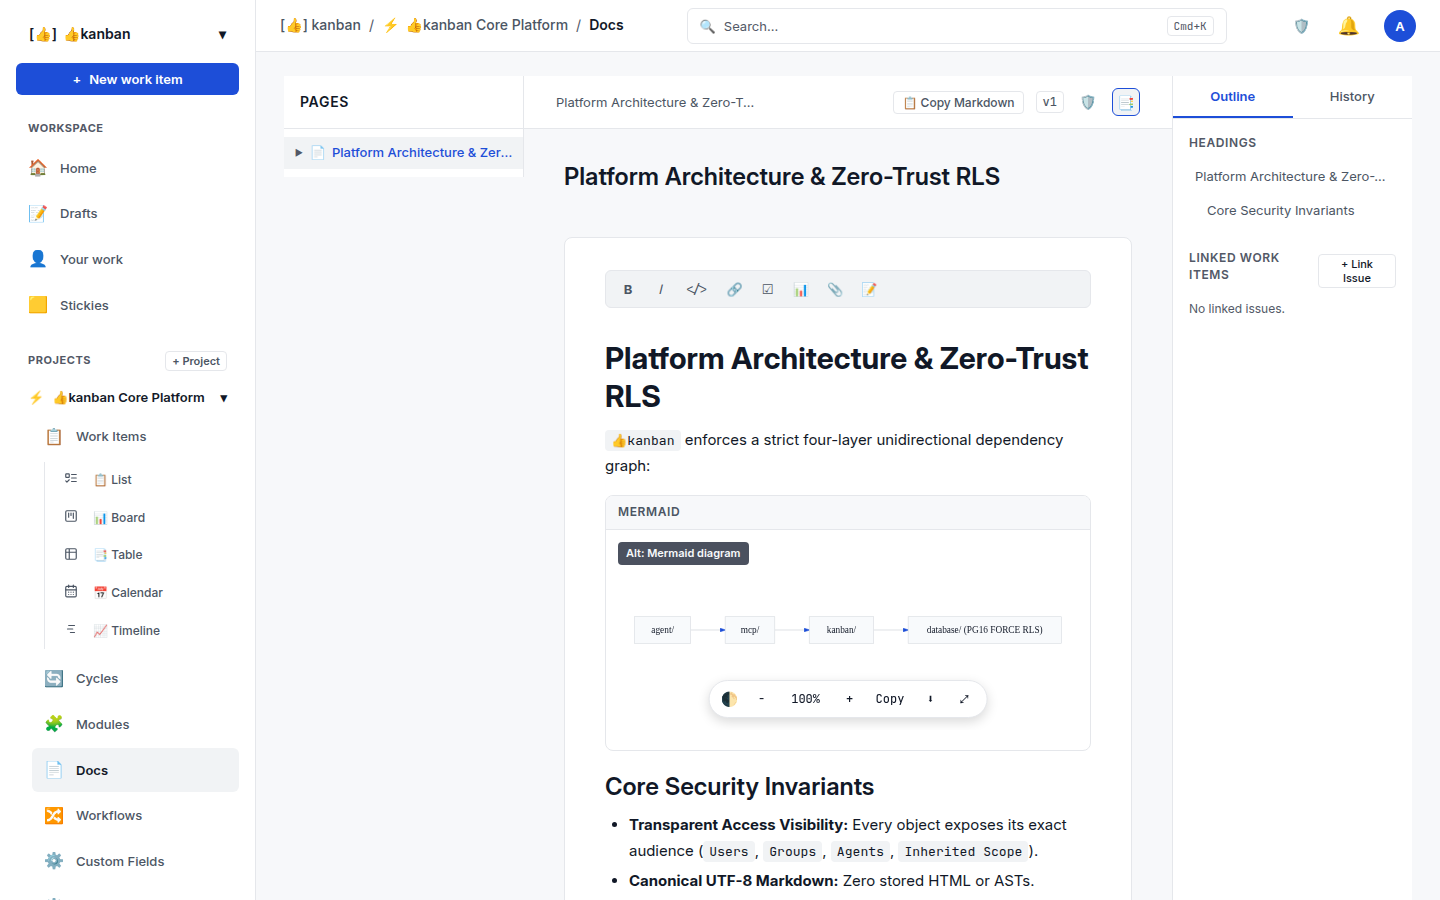 [👍] 👍kanban ▼
+ New work item
WORKSPACE
🏠 Home
📝 Drafts
👤 Your work
🟨 Stickies
PROJECTS + Project
⚡ 👍kanban Core Platform ▼
📋 Work Items
📋 List
📊 Board
📑 Table
📅 Calendar
📈 Timeline
🔄 Cycles
🧩 Modules
📄 Docs
🔀 Workflows
⚙️ Custom Fields
[👍] kanban / ⚡ 👍kanban Core Platform / Docs
🔍 Search... Cmd+K
🛡️ 🔔 A
PAGES
▶ 📄 Platform Architecture & Zer...
Platform Architecture & Zero-T... 📋 Copy Markdown v1 🛡️ 📑
Platform Architecture & Zero-Trust RLS
B I </> 🔗 ☑ 📊 📎 📝
Platform Architecture & Zero-Trust
RLS
👍kanban enforces a strict four-layer unidirectional dependency
graph:
MERMAID
Alt: Mermaid diagram
agent/ mcp/ kanban/ database/ (PG16 FORCE RLS)
🌓 - 100% + Copy ⬇ ⤢
Core Security Invariants
• Transparent Access Visibility: Every object exposes its exact
audience ( Users , Groups , Agents , Inherited Scope ).
• Canonical UTF-8 Markdown: Zero stored HTML or ASTs.
Outline History
HEADINGS
Platform Architecture & Zero-...
Core Security Invariants
LINKED WORK
ITEMS
+ Link
Issue
No linked issues.